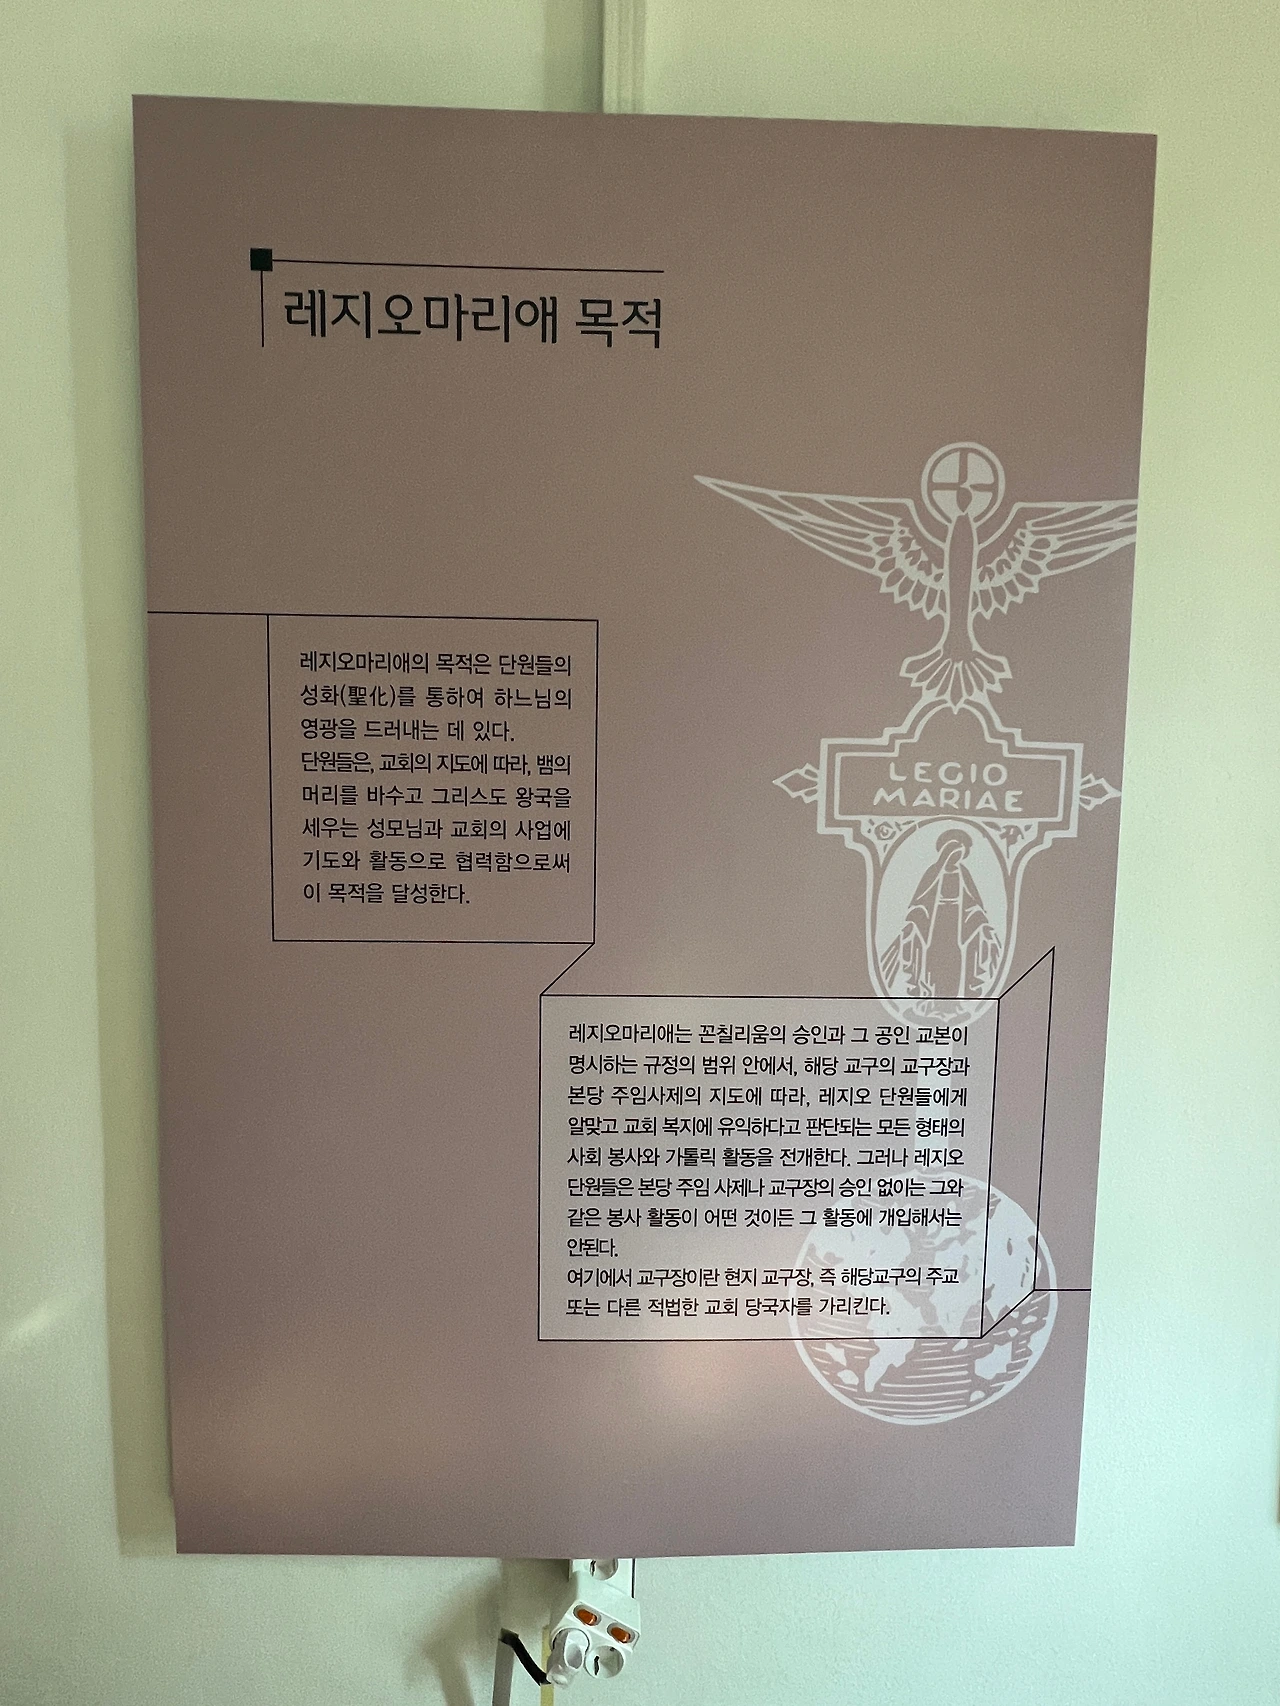 레지오마리애 목적
레지오마리애의 목적은 단원들의
성화(聖化)를 통하여 하느님의
영광을 드러내는 데 있다.
단원들은, 교회의 지도에 따라, 뱀의
머리를 바수고 그리스도 왕국을
세우는 성모님과 교회의 사업에
기도와 활동으로 협력함으로써
이 목적을 달성한다.
LEGIO
MARIAE
레지오마리애는 꼰칠리움의 승인과 그 공인 교본이
명시하는 규정의 범위 안에서, 해당 교구의 교구장과
본당 주임사제의 지도에 따라, 레지오 단원들에게
알맞고 교회 복지에 유익하다고 판단되는 모든 형태의
사회 봉사와 가톨릭 활동을 전개한다. 그러나 레지오
단원들은 본당 주임 사제나 교구장의 승인 없이는 그와
같은 봉사 활동이 어떤 것이든 그 활동에 개입해서는
안된다.
여기에서 교구장이란 현지 교구장, 즉 해당교구의 주교
또는 다른 적법한 교회 당국자를 가리킨다.